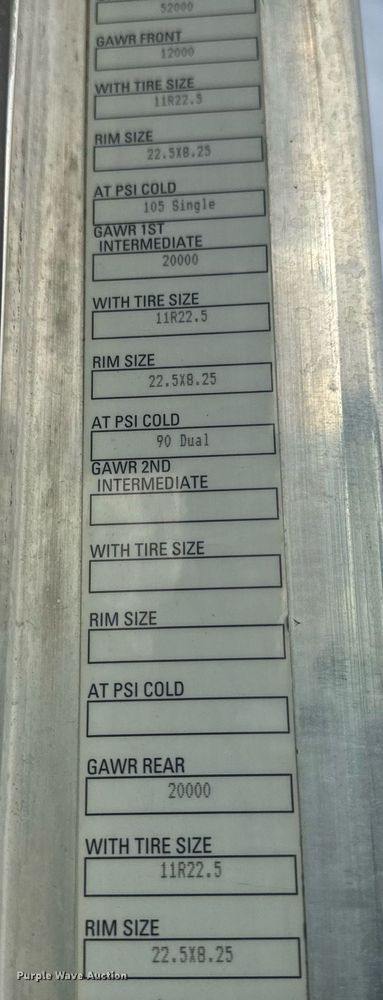 52000
GAWR FRONT
12000
WITH TIRE SIZE
11R22.5
RIM SIZE
22.5X8.25
AT PSI COLD
105 Single
GAWR 1ST
INTERMEDIATE
20000
WITH TIRE SIZE
11R22.5
RIM SIZE
22.5X8.25
AT PSI COLD
90 Dual
GAWR 2ND
INTERMEDIATE
WITH TIRE SIZE
RIM SIZE
AT PSI COLD
GAWR REAR
20000
WITH TIRE SIZE
11R22.5
RIM SIZE
22.5X8.25
Purple Wave Auction